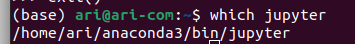 (base) ari@ari-com:~$ which jupyter
/home/ari/anaconda3/bin/jupyter